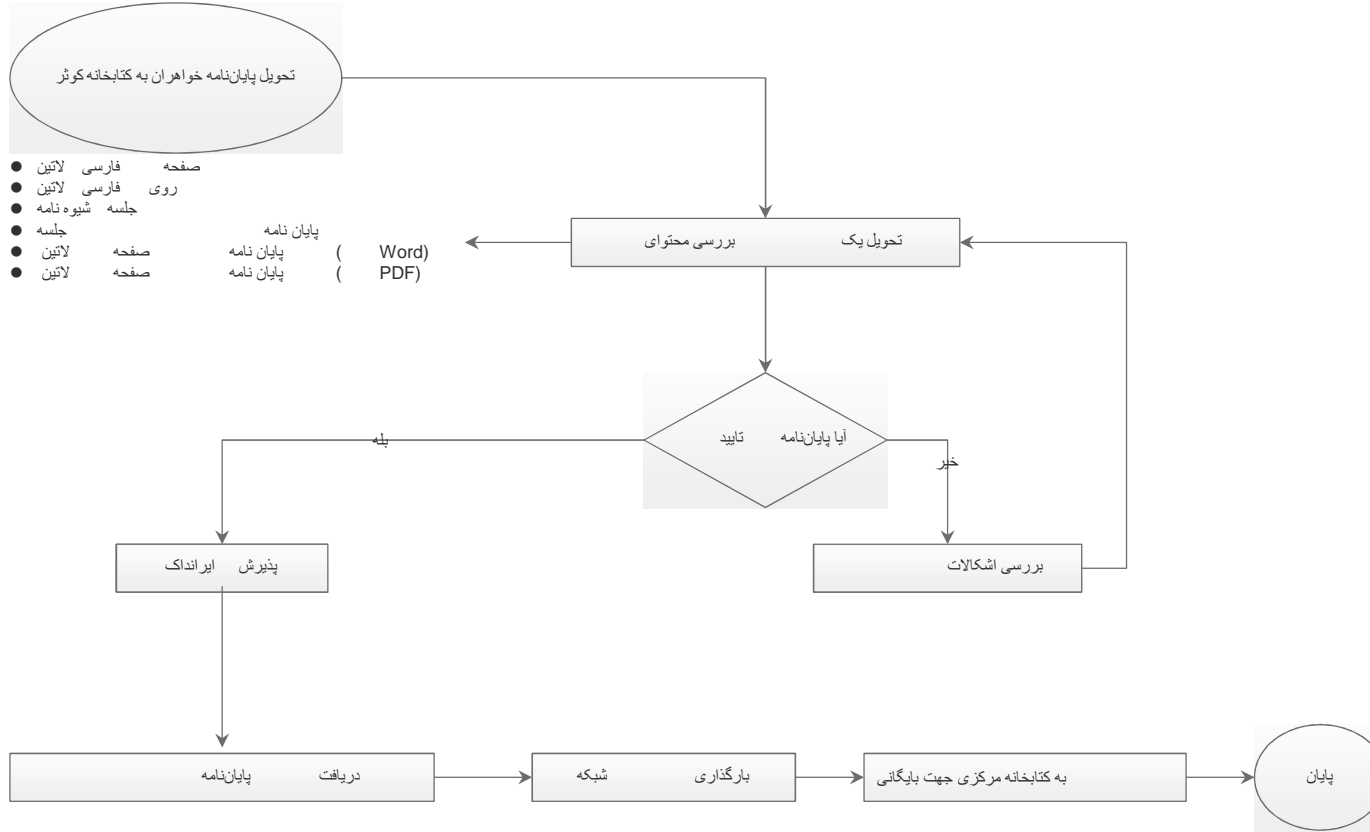 تحویل پایان‌نامه خواهران به کتابخانه کوثر
● صفحه فارسی لاتین
● روی فارسی لاتین
● جلسه شیوه نامه
● پایان نامه جلسه
● لاتین صفحه پایان نامه ( Word)
● لاتین صفحه پایان نامه ( PDF)
تحویل یک بررسی محتوای
آیا پایان‌نامه تایید
بله
خیر
پذیرش ایرانداک
بررسی اشکالات
دریافت پایان‌نامه
بارگذاری شبکه
به کتابخانه مرکزی جهت بایگانی
پایان